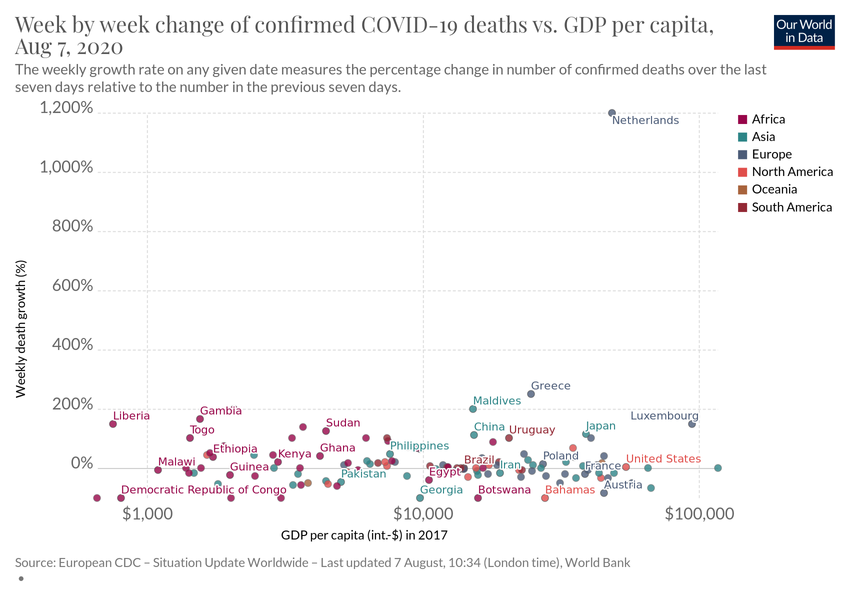 Week by week change of confirmed COVID-19 deaths vs. GDP per capita,
Aug 7, 2020
Our World
in Data
The weekly growth rate on any given date measures the percentage change in number of confirmed deaths over the last
seven days relative to the number in the previous seven days.
1,200%
Netherlands
Africa
Asia
Europe
North America
Oceania
South America
1,000%
800%
600%
400%
200%
0%
Weekly death growth (%)
Greece
Maldives
Liberia
Gambia
Luxembourg
Togo
Sudan
China
Uruguay
Japan
Ethiopia
Ghana
Philippines
Malawi
Guinea
Kenya
Pakistan
Egypt
Brazil
Iran
Poland
France
United States
Democratic Republic of Congo
Georgia
Botswana
Bahamas
Austria
$1,000
$10,000
$100,000
GDP per capita (int.-$) in 2017
Source: European CDC – Situation Update Worldwide – Last updated 7 August, 10:34 (London time), World Bank